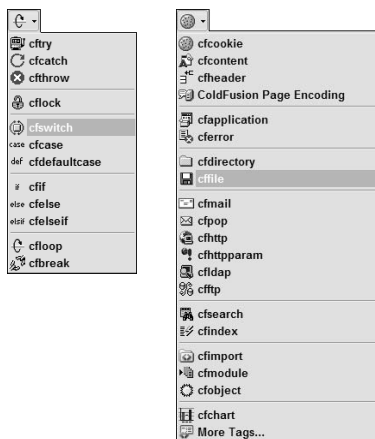 cftry
cfcatch
cfthrow
cflock
cfswitch
case cfcase
def cfdefaultcase
if cfif
else cfelse
elsif cfelseif
cfloop
cfbreak
cfcookie
cfcontent
cfheader
ColdFusion Page Encoding
cfapplication
cferror
cfdirectory
cffile
cfmail
cfpop
cfhttp
cfhttpparam
cfldap
cfftp
cfsearch
cfindex
cfimport
cfmodule
cfobject
cfchart
More Tags...